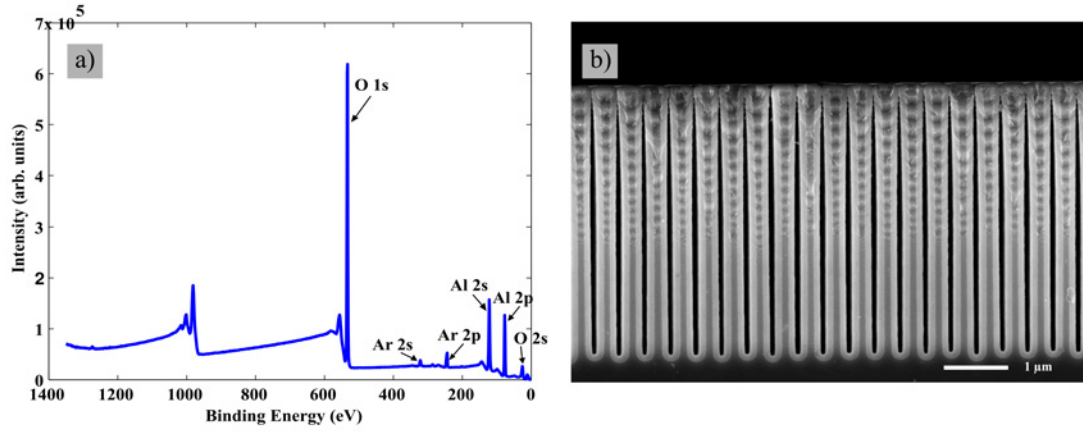 7x 10^5
a)
6
5
4
3
2
1
0
1400 1200 1000 800 600 400 200 0
Intensity (arb. units)
Binding Energy (eV)
O 1s
Al 2s
Al 2p
Ar 2s
Ar 2p
O 2s
b)
1 µm